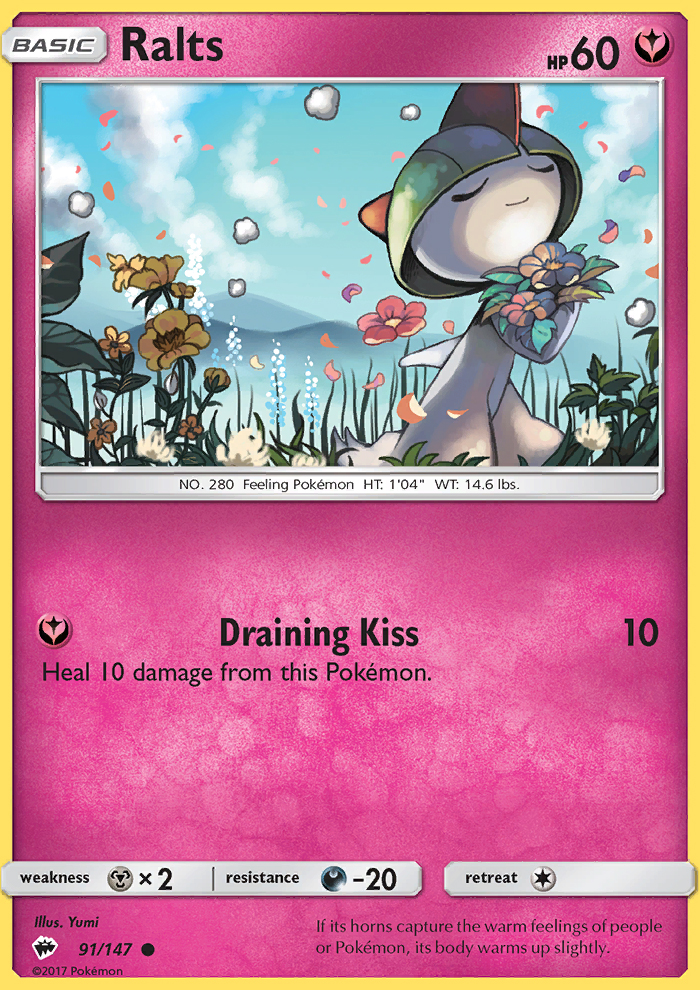 BASIC Ralts HP60
NO. 280 Feeling Pokémon HT: 1'04" WT: 14.6 lbs.
Draining Kiss 10
Heal 10 damage from this Pokémon.
weakness ×2 resistance -20 retreat
Illus. Yumi
91/147
©2017 Pokémon
If its horns capture the warm feelings of people
or Pokémon, its body warms up slightly.